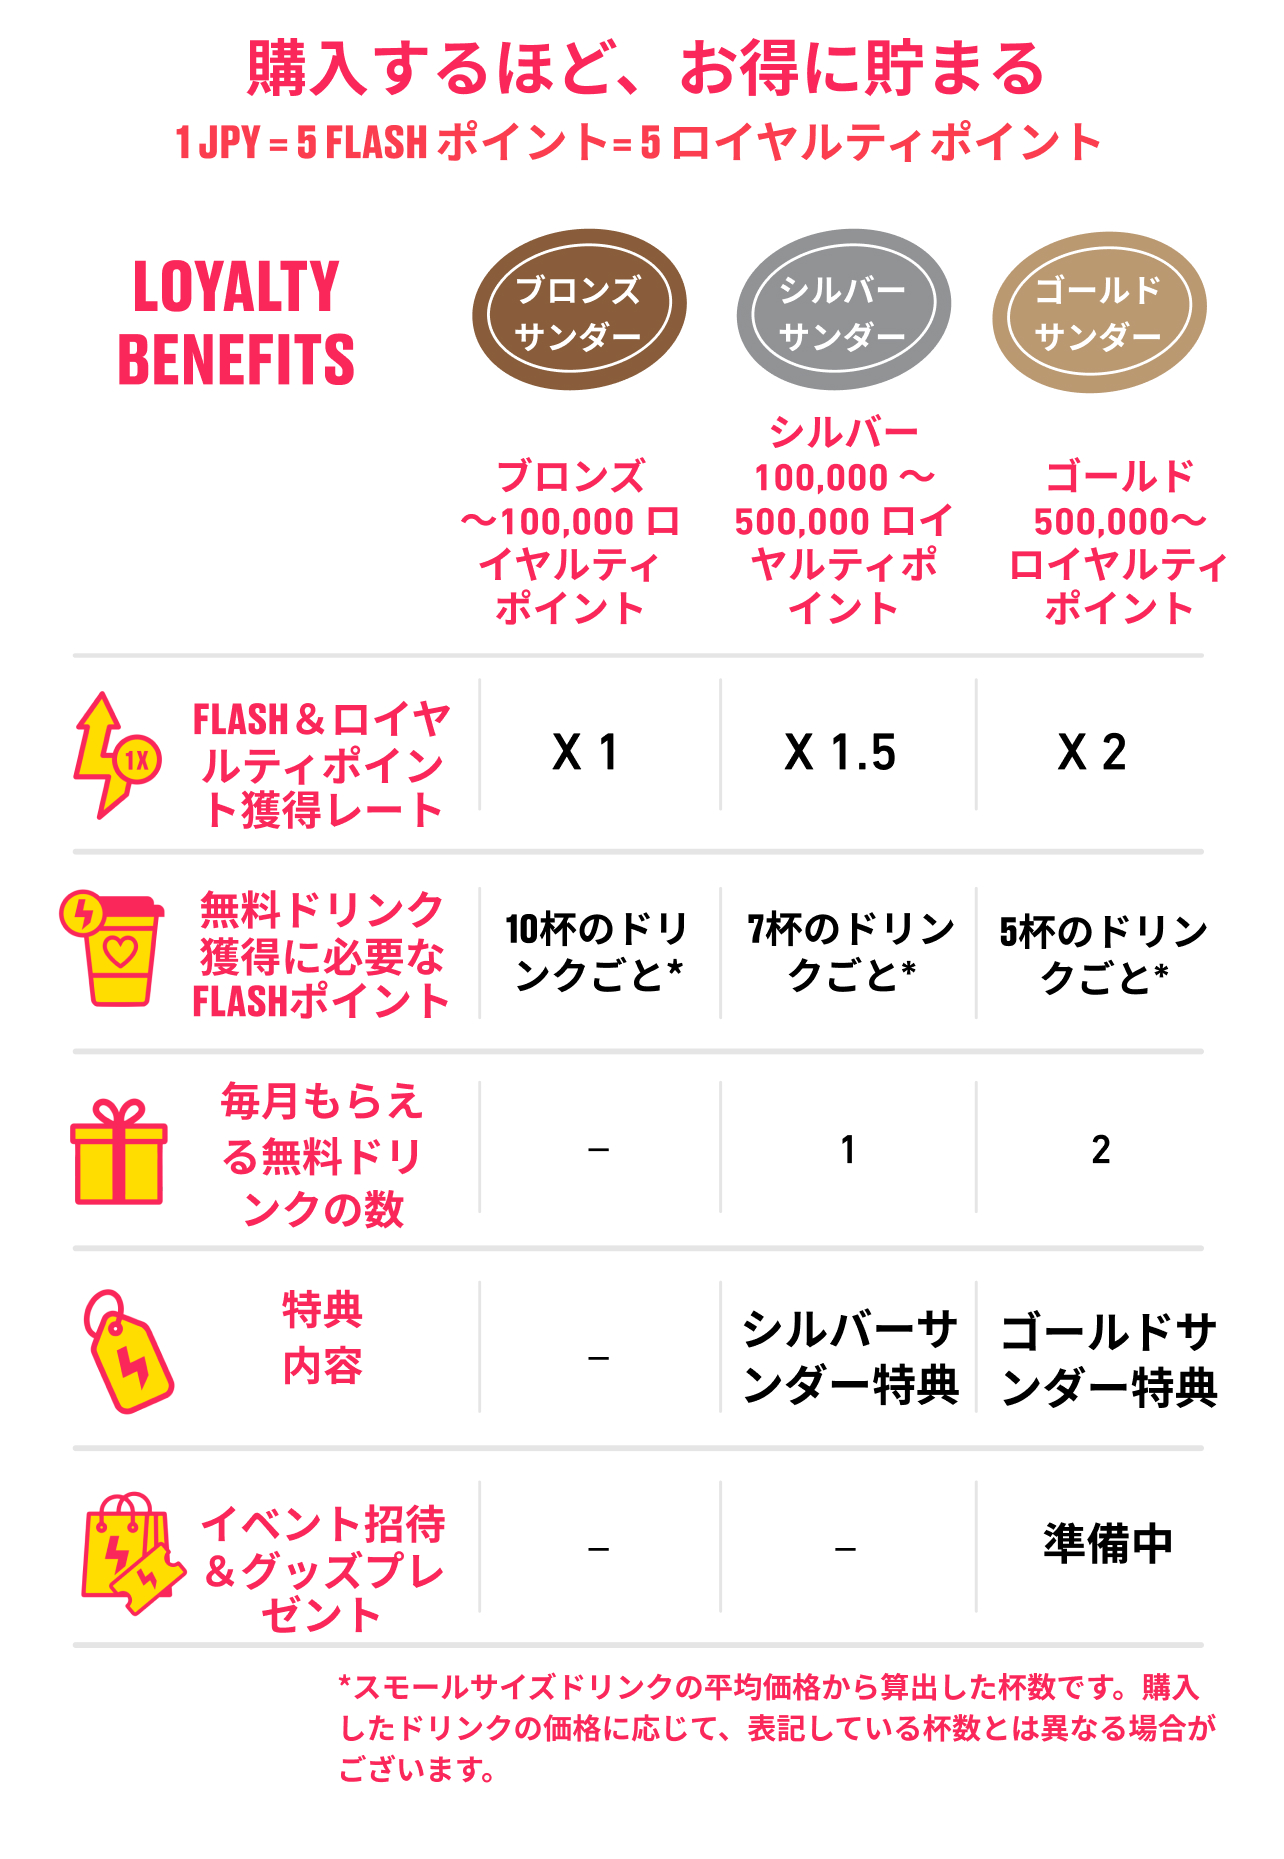 購入するほど、お得に貯まる
1 JPY = 5 FLASH ポイント= 5 ロイヤルティポイント
LOYALTY
BENEFITS
ブロンズ
サンダー
シルバー
サンダー
ゴールド
サンダー
ブロンズ
～100,000 ロ
イヤルティ
ポイント
シルバー
100,000 ～
500,000 ロイ
ヤルティポ
イント
ゴールド
500,000～
ロイヤルティ
ポイント
1X
FLASH＆ロイヤ
ルティポイン
ト獲得レート
X 1
X 1.5
X 2
無料ドリンク
獲得に必要な
FLASHポイント
10杯のドリ
ンクごと*
7杯のドリン
クごと*
5杯のドリン
クごと*
毎月もらえ
る無料ドリ
ンクの数
–
1
2
特典
内容
–
シルバーサ
ンダー特典
ゴールドサ
ンダー特典
イベント招待
＆グッズプレ
ゼント
–
–
準備中
*スモールサイズドリンクの平均価格から算出した杯数です。購入
したドリンクの価格に応じて、表記している杯数とは異なる場合が
ございます。